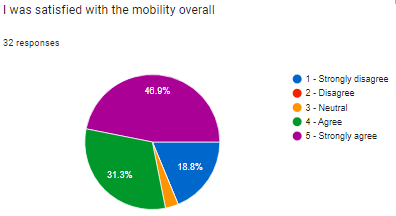 I was satisfied with the mobility overall
32 responses
46.9%
31.3%
18.8%
1 - Strongly disagree
2 - Disagree
3 - Neutral
4 - Agree
5 - Strongly agree